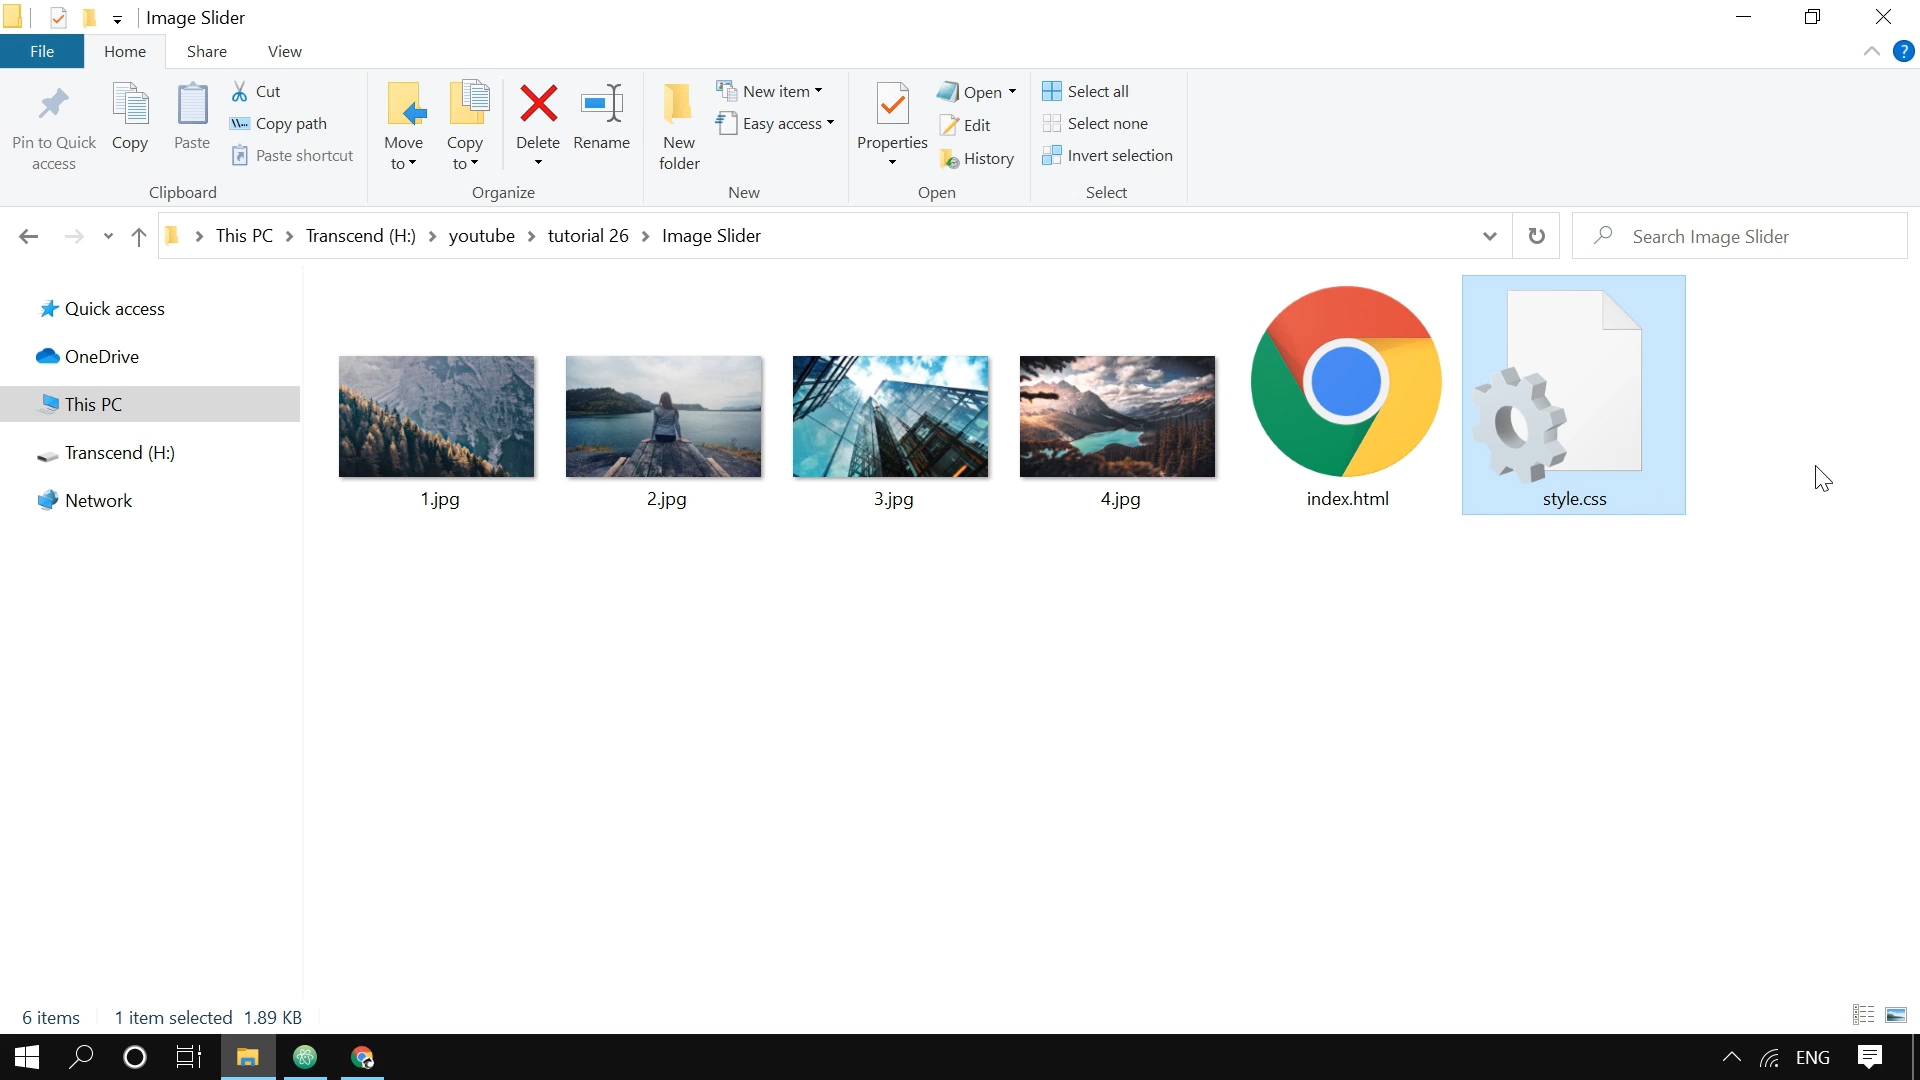 Image Slider
File Home Share View
Pin to Quick access
Copy
Paste
Cut
Copy path
Paste shortcut
Clipboard
Move to
Copy to
Delete
Rename
Organize
New folder
New item
Easy access
New
Properties
Open
Edit
History
Open
Select all
Select none
Invert selection
Select
This PC Transcend (H:) youtube tutorial 26 Image Slider
Search Image Slider
Quick access
OneDrive
This PC
Transcend (H:)
Network
1.jpg 2.jpg 3.jpg 4.jpg index.html style.css
6 items 1 item selected 1.89 KB
ENG